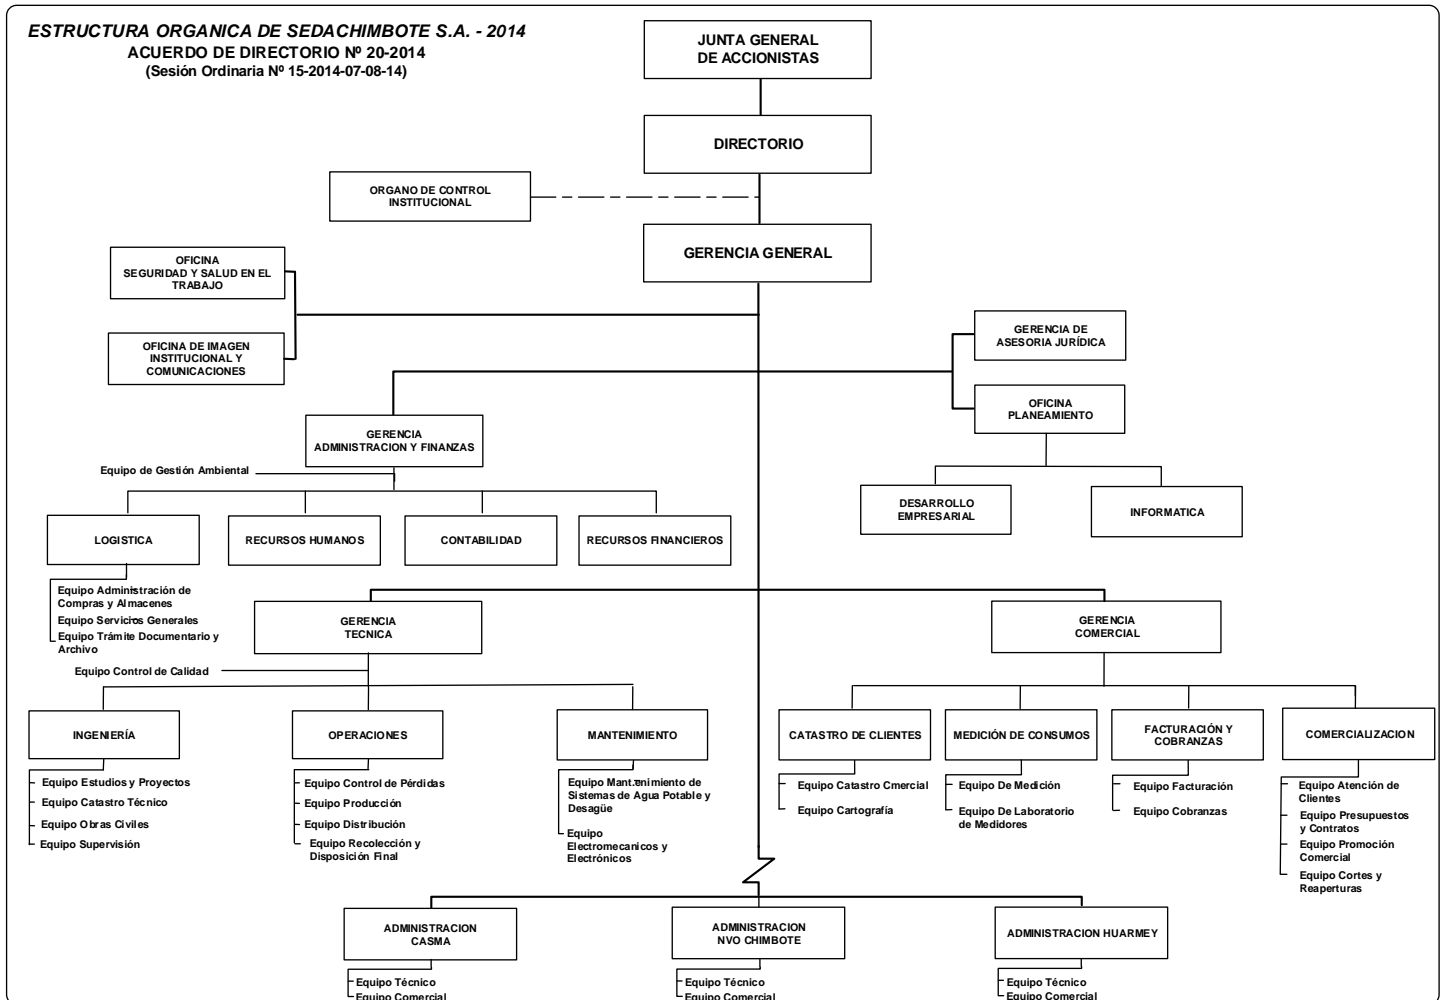 ESTRUCTURA ORGANICA DE SEDACHIMBOTE S.A. - 2014
ACUERDO DE DIRECTORIO Nº 20-2014
(Sesión Ordinaria Nº 15-2014-07-08-14)
JUNTA GENERAL
DE ACCIONISTAS
DIRECTORIO
ORGANO DE CONTROL
INSTITUCIONAL
GERENCIA GENERAL
OFICINA
SEGURIDAD Y SALUD EN EL
TRABAJO
OFICINA DE IMAGEN
INSTITUCIONAL Y
COMUNICACIONES
GERENCIA DE
ASESORIA JURÍDICA
OFICINA
PLANEAMIENTO
GERENCIA
ADMINISTRACION Y FINANZAS
Equipo de Gestión Ambiental
DESARROLLO
EMPRESARIAL
INFORMATICA
LOGISTICA
RECURSOS HUMANOS
CONTABILIDAD
RECURSOS FINANCIEROS
Equipo Administración de
Compras y Almacenes
Equipo Servicios Generales
Equipo Trámite Documentario y
Archivo
GERENCIA
TECNICA
GERENCIA
COMERCIAL
Equipo Control de Calidad
INGENIERÍA
OPERACIONES
MANTENIMIENTO
CATASTRO DE CLIENTES
MEDICIÓN DE CONSUMOS
FACTURACIÓN Y
COBRANZAS
COMERCIALIZACION
Equipo Estudios y Proyectos
Equipo Catastro Técnico
Equipo Obras Civiles
Equipo Supervisión
Equipo Control de Pérdidas
Equipo Producción
Equipo Distribución
Equipo Recolección y
Disposición Final
Equipo Mant.enimiento de
Sistemas de Agua Potable y
Desagüe
Equipo
Electromecanicos y
Electrónicos
Equipo Catastro Cmercial
Equipo Cartografía
Equipo De Medición
Equipo De Laboratorio
de Medidores
Equipo Facturación
Equipo Cobranzas
Equipo Atención de
Clientes
Equipo Presupuestos
y Contratos
Equipo Promoción
Comercial
Equipo Cortes y
Reaperturas
ADMINISTRACION
CASMA
ADMINISTRACION
NVO CHIMBOTE
ADMINISTRACION HUARMEY
Equipo Técnico
Equipo Comercial
Equipo Técnico
Equipo Comercial
Equipo Técnico
Equipo Comercial